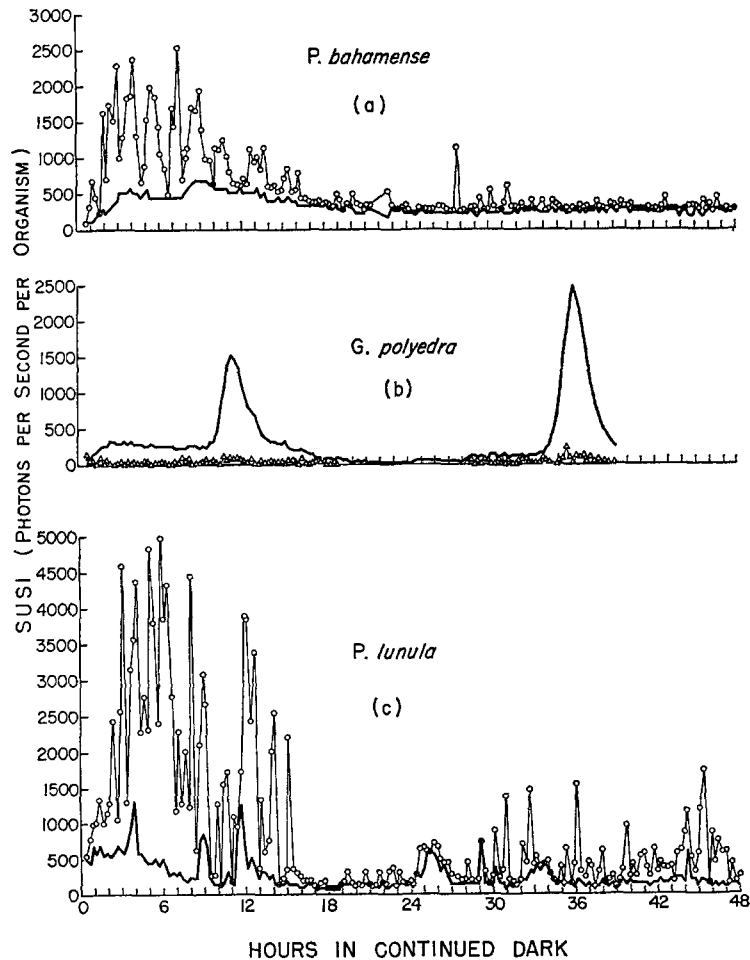 3000
2500
2000
1500
1000
500
0
P. bahamense
(a)
2500
2000
1500
1000
500
0
G. polyedra
(b)
5000
4500
4000
3500
3000
2500
2000
1500
1000
500
0
P. lunula
(c)
SUSI (PHOTONS PER SECOND PER ORGANISM)
0 6 12 18 24 30 36 42 48
HOURS IN CONTINUED DARK